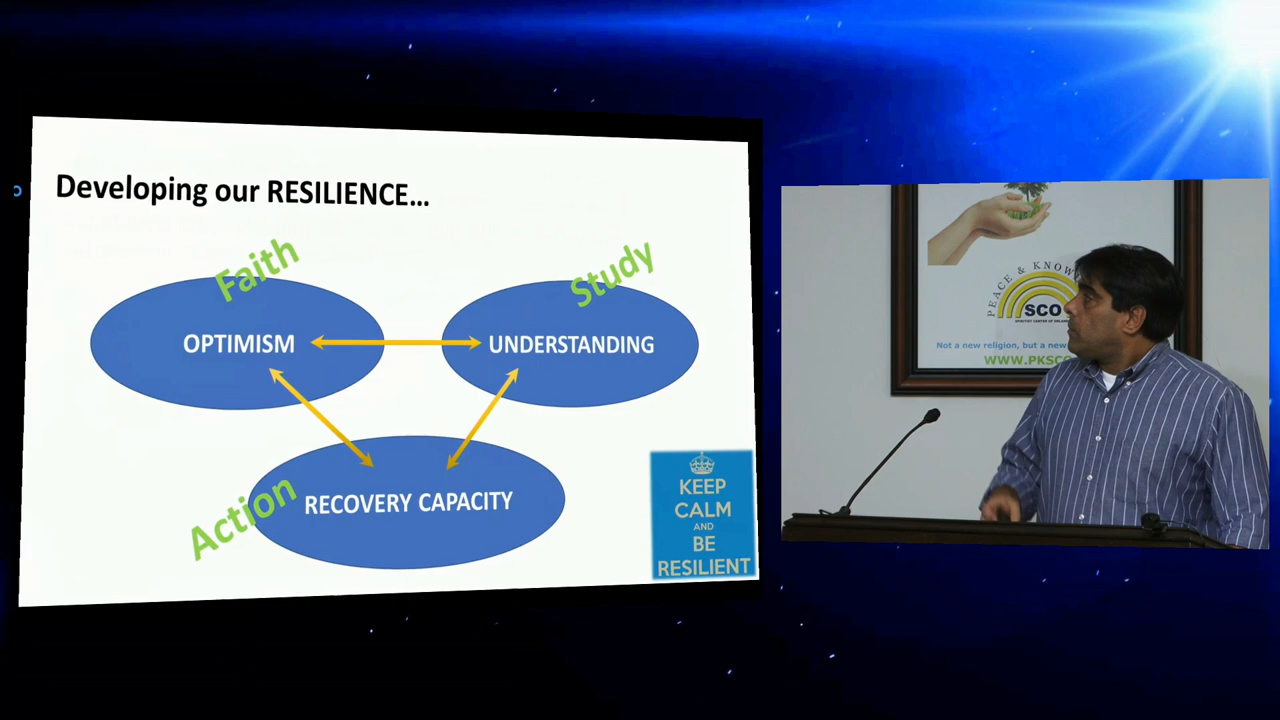 Developing our RESILIENCE...
Faith
Study
OPTIMISM
UNDERSTANDING
Action
RECOVERY CAPACITY
KEEP
CALM
AND
BE
RESILIENT
PEACE & KNOW
SCO
Not a new religion, but a new
WWW.PKSCO